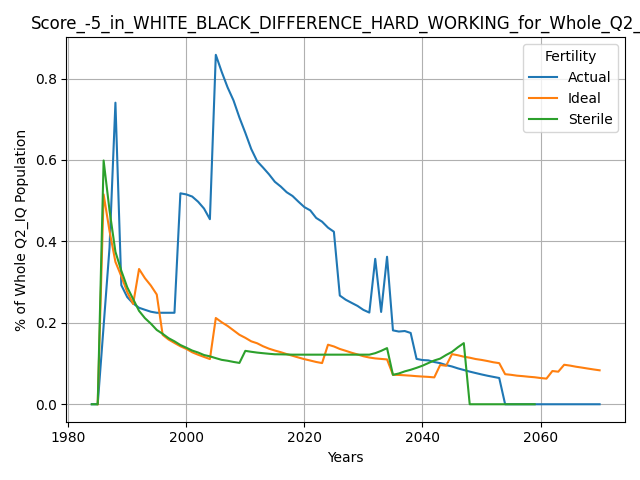 Score_-5_in_WHITE_BLACK_DIFFERENCE_HARD_WORKING_for_Whole_Q2_
Fertility
Actual
Ideal
Sterile
% of Whole Q2_IQ Population
0.8
0.6
0.4
0.2
0.0
1980 2000 2020 2040 2060
Years